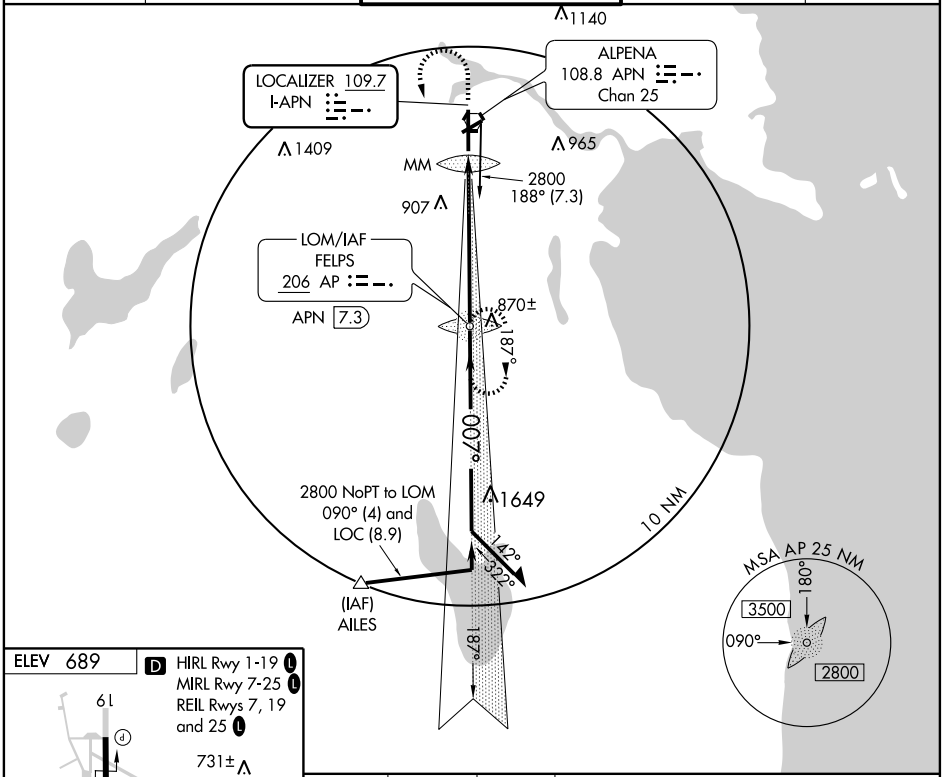 1140
LOCALIZER 109.7
I-APN
ALPENA
108.8 APN
Chan 25
1409
965
MM
2800
188° (7.3)
907
LOM/IAF
FELPS
206 AP
APN 7.3
870±
187°
007°
2800 NoPT to LOM
090° (4) and
LOC (8.9)
1649
10 NM
142°
322°
(IAF)
AILES
187°
MSA AP 25 NM
180°
3500
090°
2800
ELEV 689
D HIRL Rwy 1-19 L
MIRL Rwy 7-25 L
REIL Rwys 7, 19
and 25 L
19
P
731±